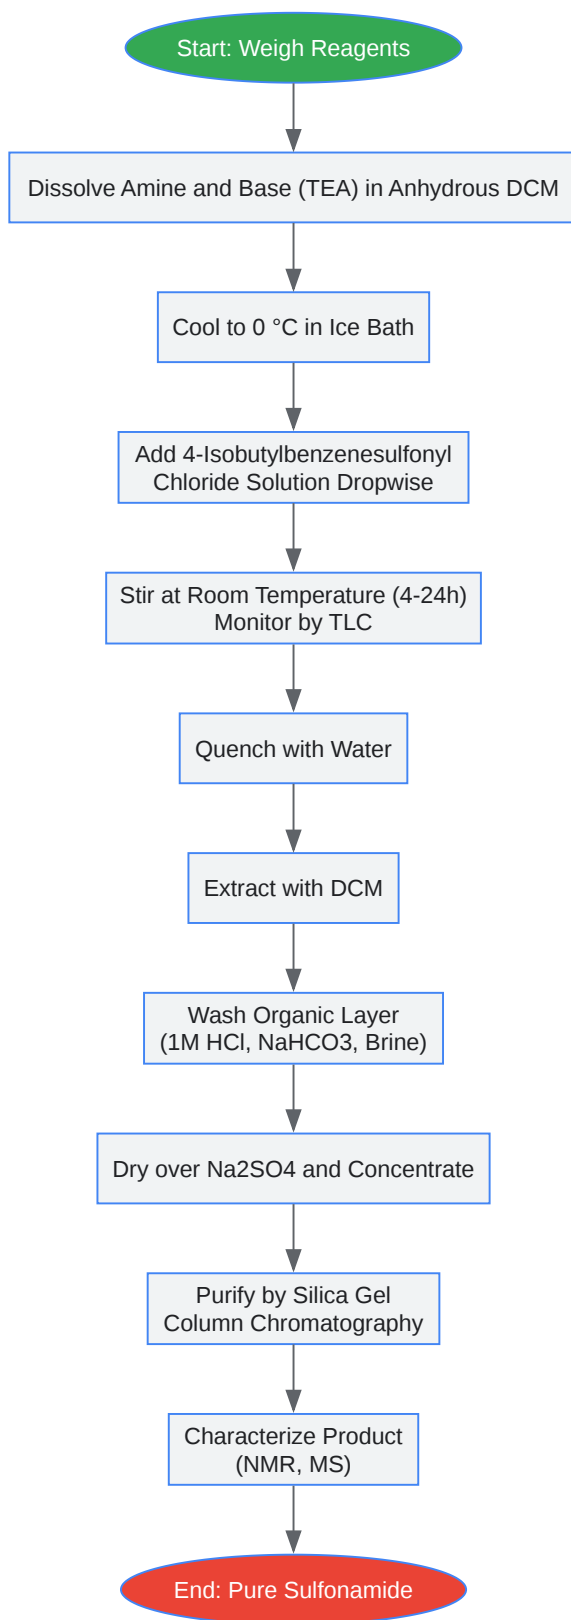 Start: Weigh Reagents
Dissolve Amine and Base (TEA) in Anhydrous DCM
Cool to 0 °C in Ice Bath
Add 4-Isobutylbenzenesulfonyl
Chloride Solution Dropwise
Stir at Room Temperature (4-24h)
Monitor by TLC
Quench with Water
Extract with DCM
Wash Organic Layer
(1M HCl, NaHCO3, Brine)
Dry over Na2SO4 and Concentrate
Purify by Silica Gel
Column Chromatography
Characterize Product
(NMR, MS)
End: Pure Sulfonamide